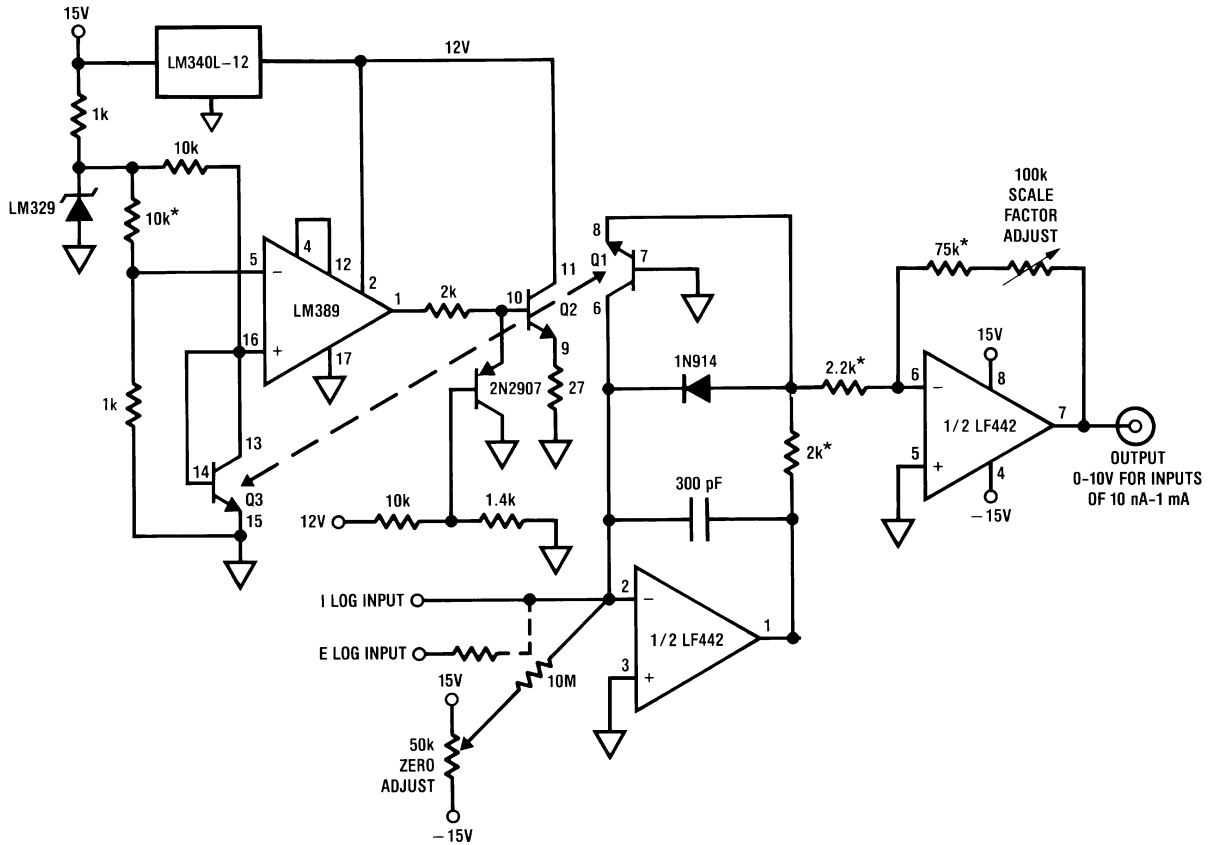 15V
LM340L–12
12V
1k
10k
LM329
10k*
5
−
4
12
2
LM389
1
2k
10
11
Q2
9
27
16
+
17
2N2907
1k
13
14
Q3
15
12V
10k
1.4k
8
7
Q1
6
1N914
2k*
300 pF
2.2k*
75k*
100k
SCALE
FACTOR
ADJUST
15V
8
6
−
1/2 LF442
7
5
+
4
−15V
OUTPUT
0–10V FOR INPUTS
OF 10 nA–1 mA
I LOG INPUT
E LOG INPUT
2
−
1/2 LF442
1
3
+
10M
15V
50k
ZERO
ADJUST
−15V